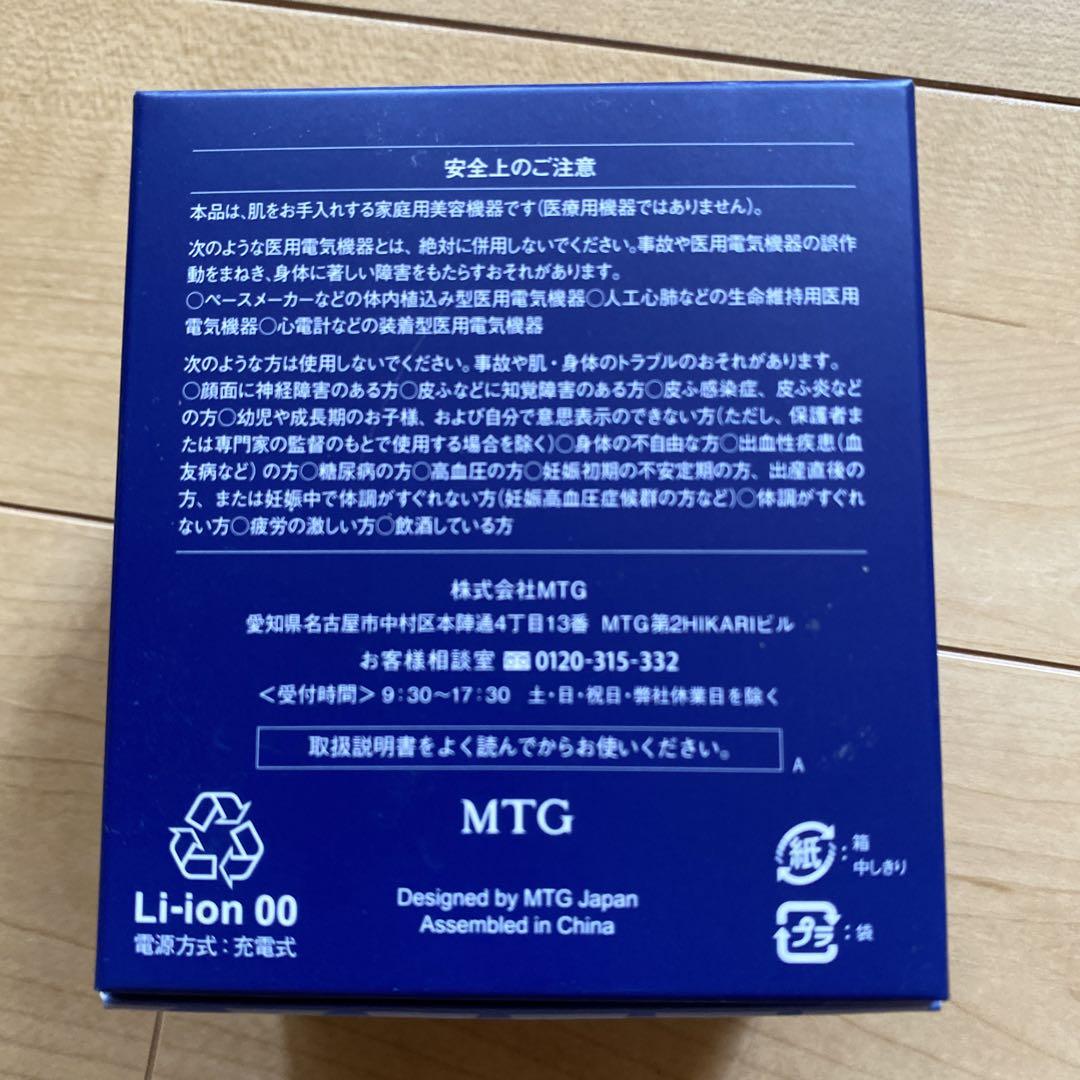 安全上のご注意
本品は、肌をお手入れする家庭用美容機器です(医療用機器ではありません)。
次のような医用電気機器とは、絶対に併用しないでください。事故や医用電気機器の誤作
動をまねき、身体に著しい障害をもたらすおそれがあります。
○ペースメーカーなどの体内植込み型医用電気機器○人工心肺などの生命維持用医用
電気機器○心電計などの装着型医用電気機器
次のような方は使用しないでください。事故や肌・身体のトラブルのおそれがあります。
○顔面に神経障害のある方○皮ふなどに知覚障害のある方○皮ふ感染症、皮ふ炎など
の方○幼児や成長期のお子様、および自分で意思表示のできない方(ただし、保護者ま
たは専門家の監督のもとで使用する場合を除く)○身体の不自由な方○出血性疾患(血
友病など)の方○糖尿病の方○高血圧の方○妊娠初期の不安定期の方、出産直後の
方、または妊娠中で体調がすぐれない方(妊娠高血圧症候群の方など)○体調がすぐれ
ない方○疲労の激しい方○飲酒している方
株式会社MTG
愛知県名古屋市中村区本陣通4丁目13番 MTG第2HIKARIビル
お客様相談室 0120-315-332
<受付時間>9:30〜17:30 土・日・祝日・弊社休業日を除く
取扱説明書をよく読んでからお使いください。
A
MTG
Designed by MTG Japan
Assembled in China
Li-ion 00
電源方式:充電式
紙:箱
中しきり
プラ:袋